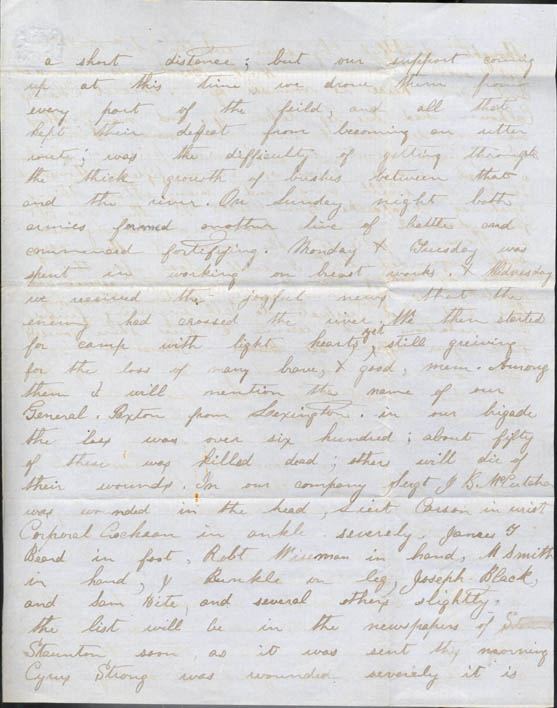 a short distance; but our support coming
up at this time we drove them from
every part of the feild, and all that
kept their defeat from becoming an utter
rout; was the difficulty of getting through
the thick growth of bushes between that
and the river. On Sunday night both
armies formed another line of battle and
commenced fortifying. Monday & Tuesday was
spent in working on breast works. & Wednesday
we received the joyful news that the
enemy had crossed the river. We then started
for camp with light hearts, yet still greiving
for the loss of many brave, & good, men. Among
them I will mention the name of our
General. Paxton from Lexington. in our brigade
the loss was over six hundred; about fifty
of these was killed dead; others will die of
their wounds. In our company Sergt J B. McCutchan
was wounded in the head, Lieut Carson in wrist
Corporal Cochran in ankle severely. James T
Beard in foot, Robt Wiseman in hand, M Smith
in hand, J Runkle in leg, Joseph Black,
and Sam Hite, and several others slightly.
the list will be in the newspapers of
Staunton soon as it was sent this morning
Cyrus Strong was wounded severely it is